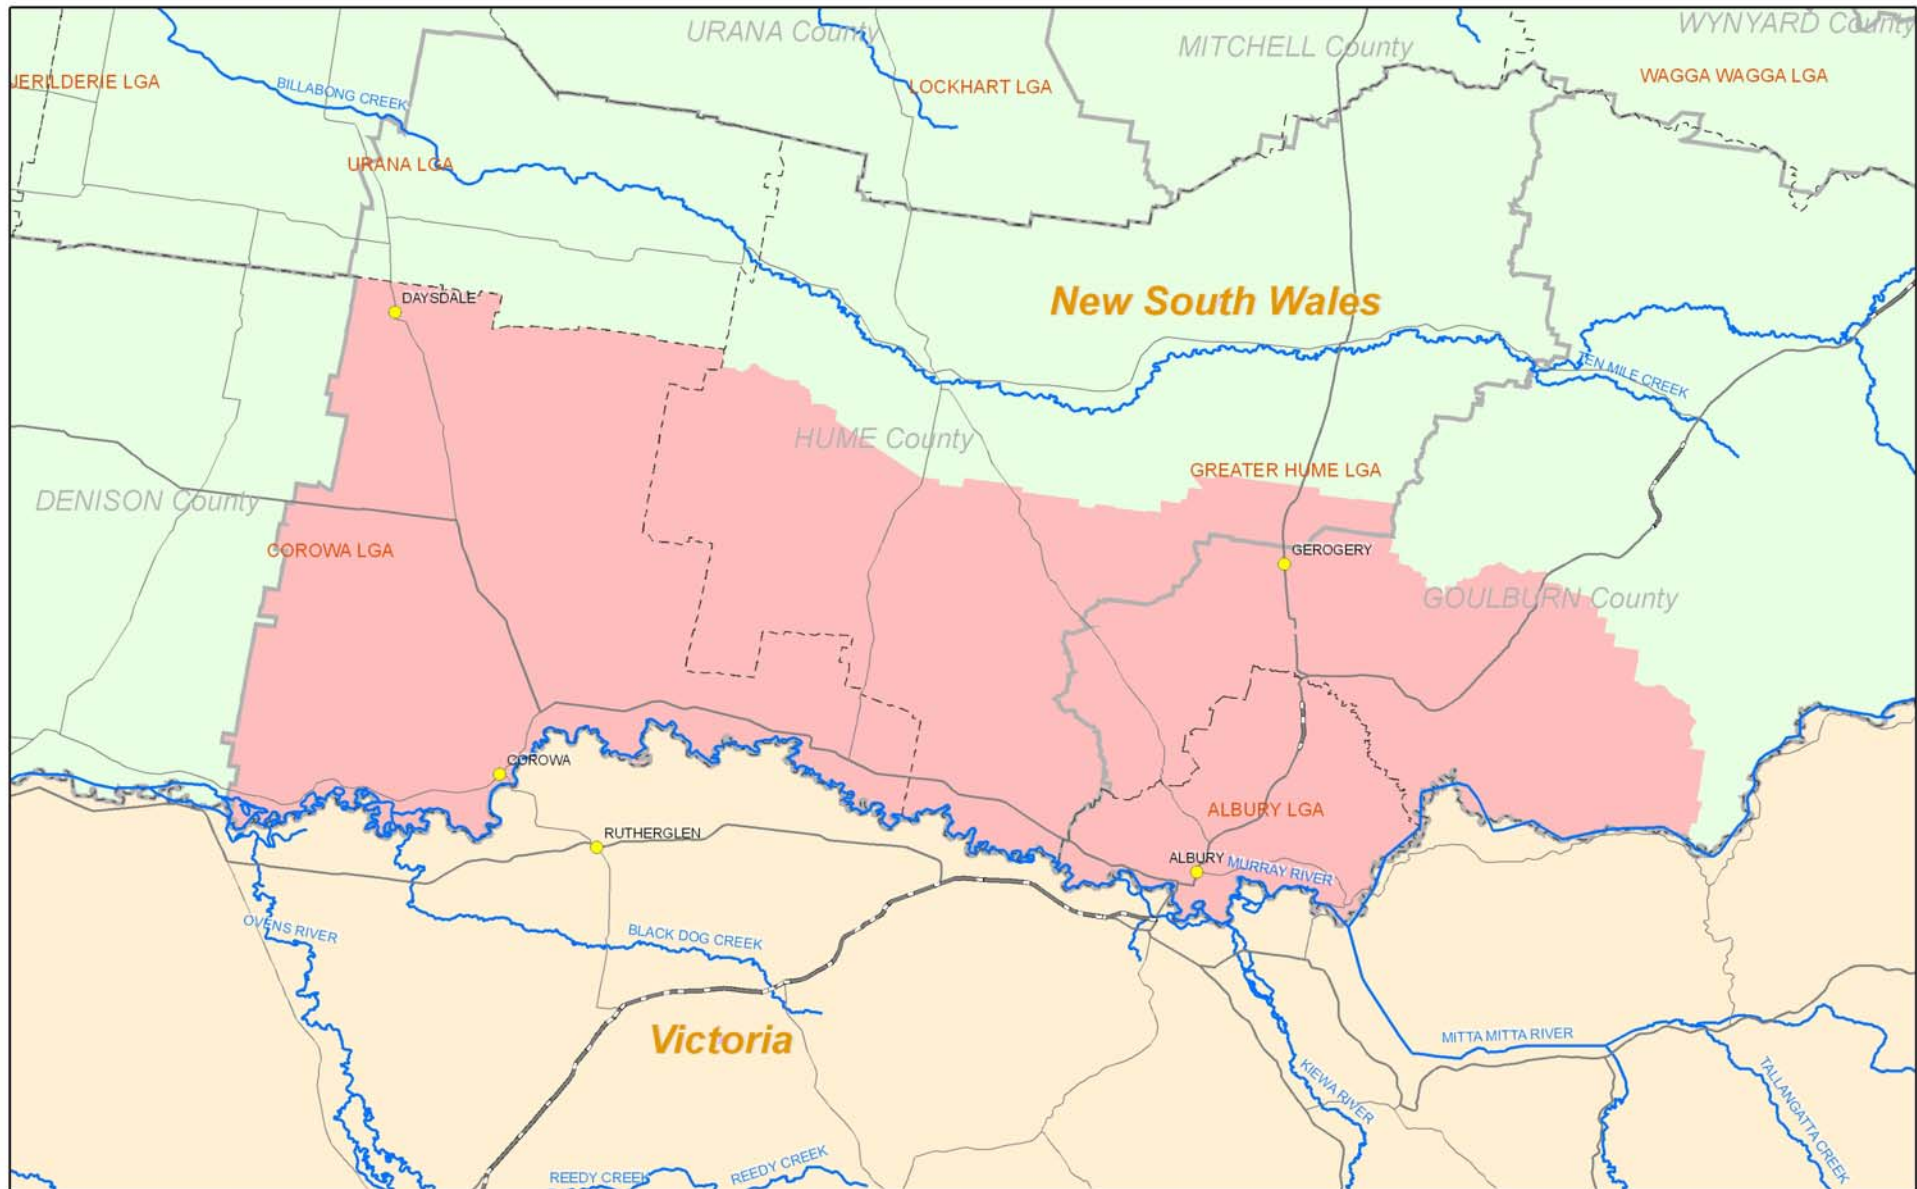 URANA County
WYNYARD County
MITCHELL County
JERILDERIE LGA
BILLABONG CREEK
LOCKHART LGA
WAGGA WAGGA LGA
URANA LGA
DAYSDALE
New South Wales
TEN MILE CREEK
HUME County
GREATER HUME LGA
DENISON County
COROWA LGA
GEROGERY
GOULBURN County
COROWA
ALBURY LGA
RUTHERGLEN
ALBURY
MURRAY RIVER
OVENS RIVER
BLACK DOG CREEK
Victoria
MITTA MITTA RIVER
KIEWA RIVER
TALLANGATTA CREEK
REEDY CREEK
REEDY CREEK